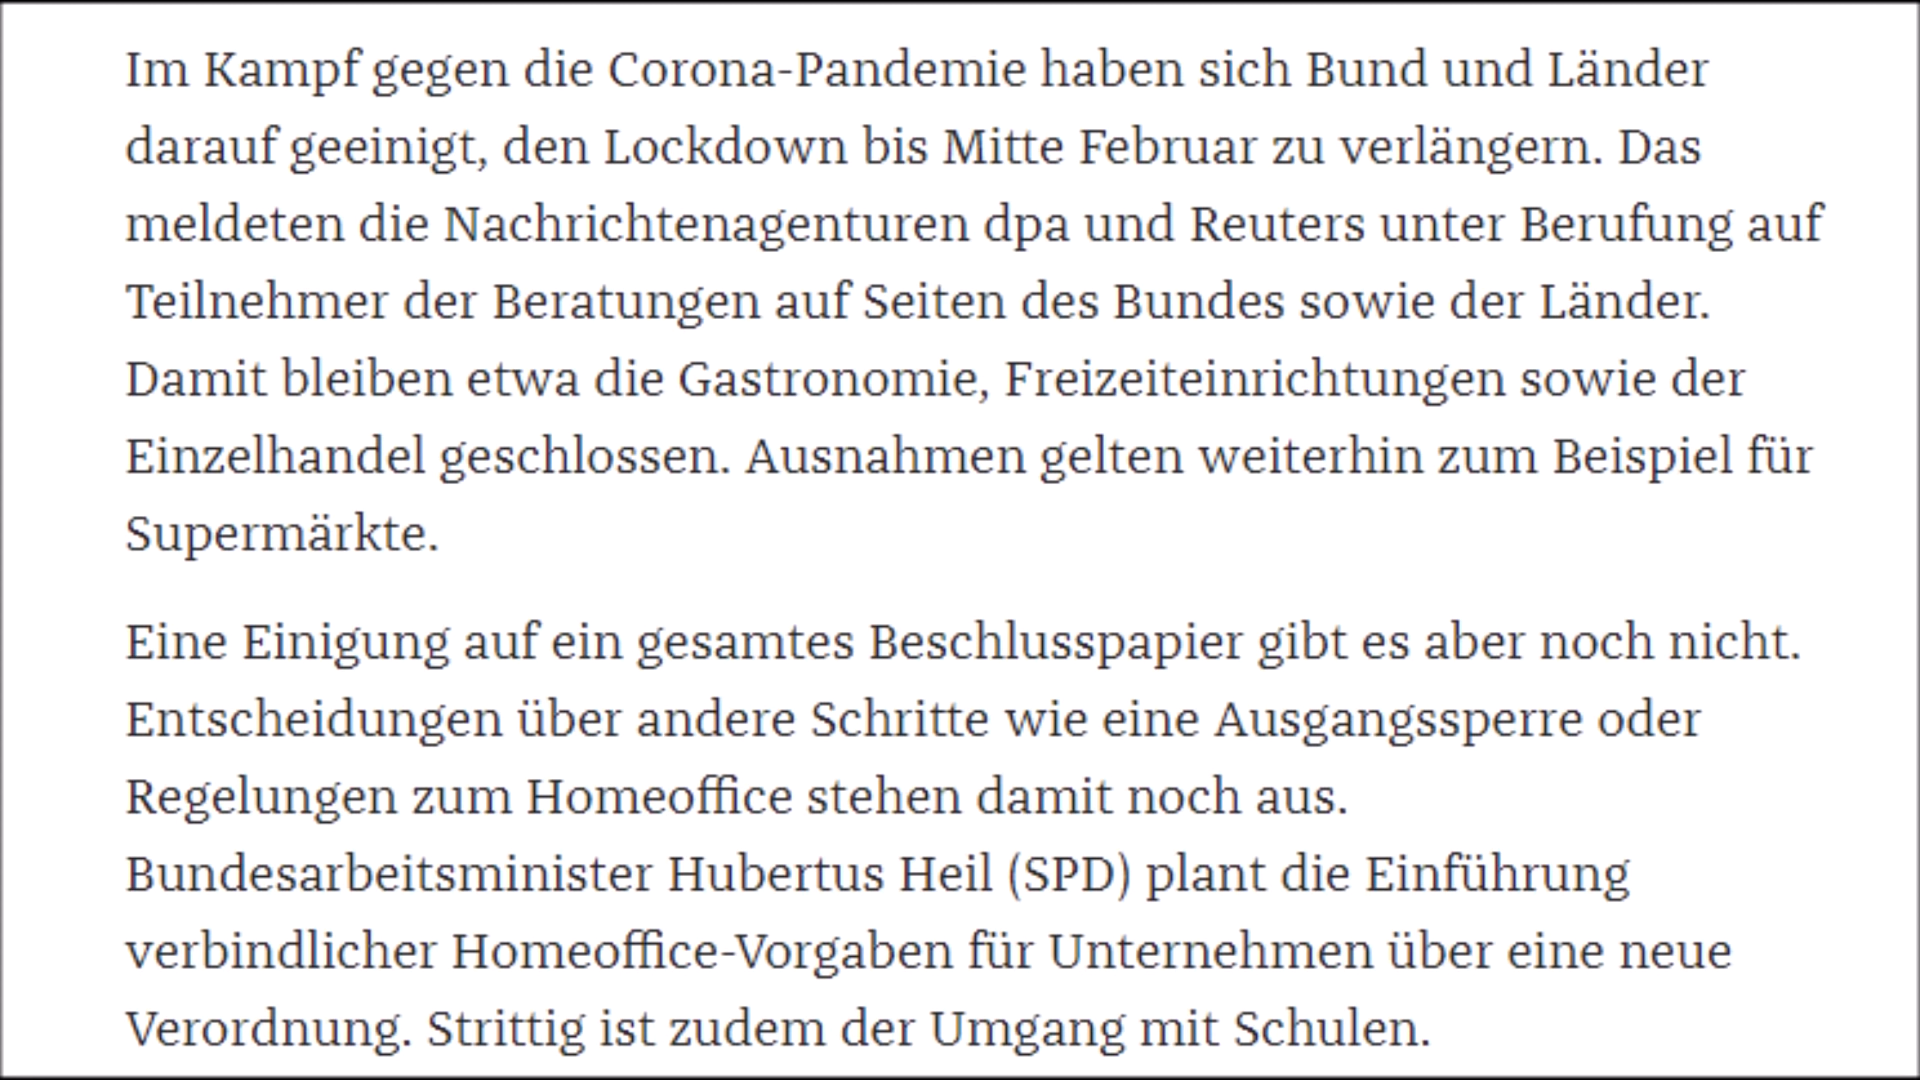 Im Kampf gegen die Corona-Pandemie haben sich Bund und Länder
darauf geeinigt, den Lockdown bis Mitte Februar zu verlängern. Das
meldeten die Nachrichtenagenturen dpa und Reuters unter Berufung auf
Teilnehmer der Beratungen auf Seiten des Bundes sowie der Länder.
Damit bleiben etwa die Gastronomie, Freizeiteinrichtungen sowie der
Einzelhandel geschlossen. Ausnahmen gelten weiterhin zum Beispiel für
Supermärkte.
Eine Einigung auf ein gesamtes Beschlusspapier gibt es aber noch nicht.
Entscheidungen über andere Schritte wie eine Ausgangssperre oder
Regelungen zum Homeoffice stehen damit noch aus.
Bundesarbeitsminister Hubertus Heil (SPD) plant die Einführung
verbindlicher Homeoffice-Vorgaben für Unternehmen über eine neue
Verordnung. Strittig ist zudem der Umgang mit Schulen.